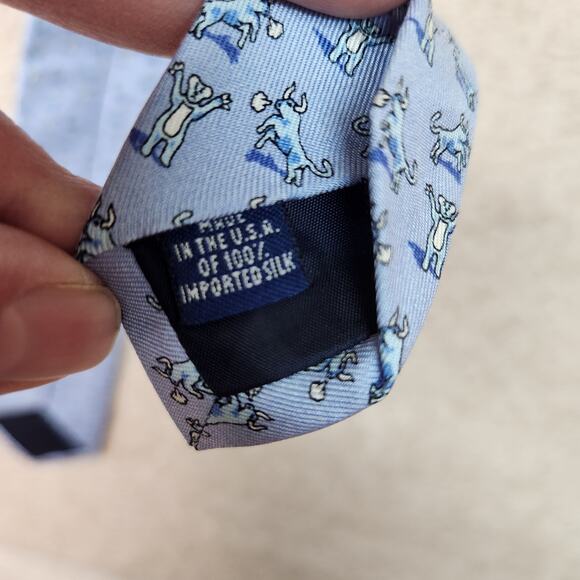 MADE
IN THE U.S.A.
OF 100%
IMPORTED SILK